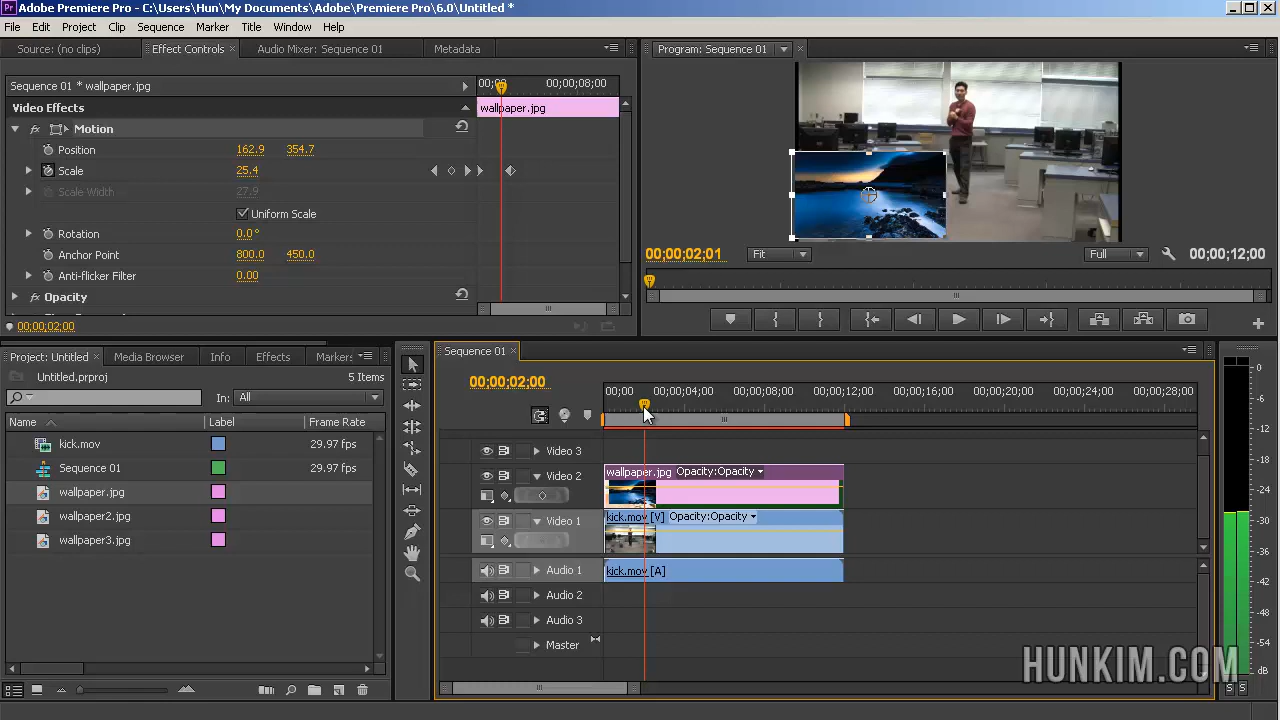 Adobe Premiere Pro - C:\Users\Hun\My Documents\Adobe\Premiere Pro\6.0\Untitled *
File Edit Project Clip Sequence Marker Title Window Help
Source: (no clips) Effect Controls Audio Mixer: Sequence 01 Metadata
Program: Sequence 01
Sequence 01 * wallpaper.jpg
00;00 00;00;08;00
Video Effects
wallpaper.jpg
fx Motion
Position 162.9 354.7
Scale 25.4
Scale Width 27.9
Uniform Scale
Rotation 0.0°
Anchor Point 800.0 450.0
Anti-flicker Filter 0.00
fx Opacity
00;00;02;00
00;00;02;01 Fit Full 00;00;12;00
Project: Untitled Media Browser Info Effects Markers
Untitled.prproj 5 Items
In: All
Name Label Frame Rate
kick.mov 29.97 fps
Sequence 01 29.97 fps
wallpaper.jpg
wallpaper2.jpg
wallpaper3.jpg
Sequence 01
00;00;02;00
00;00 00;00;04;00 00;00;08;00 00;00;12;00 00;00;16;00 00;00;20;00 00;00;24;00 00;00;28;00
Video 3
Video 2 wallpaper.jpg Opacity:Opacity
Video 1 kick.mov [V] Opacity:Opacity
Audio 1 kick.mov [A]
Audio 2
Audio 3
Master
0
-6
-12
-18
-24
-30
-36
-42
-48
-54
dB
S S
HUNKIM.COM